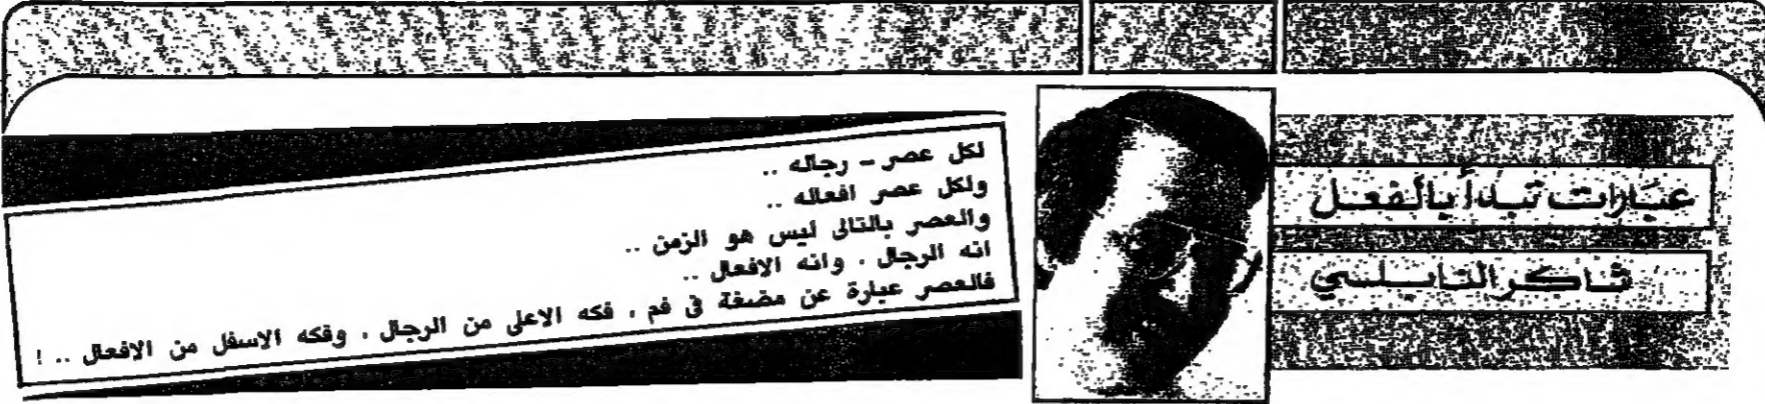 عبارات تبدأ بالفعل
شاكر النابلسي
لكل عصر - رجاله ..
ولكل عصر افعاله ..
والعصر بالتالى ليس هو الزمن ..
انه الرجال . وانه الافعال ..
فالعصر عبارة عن مضغة فى فم ، فكه الاعلى من الرجال ، وفكه الاسفل من الافعال .. !